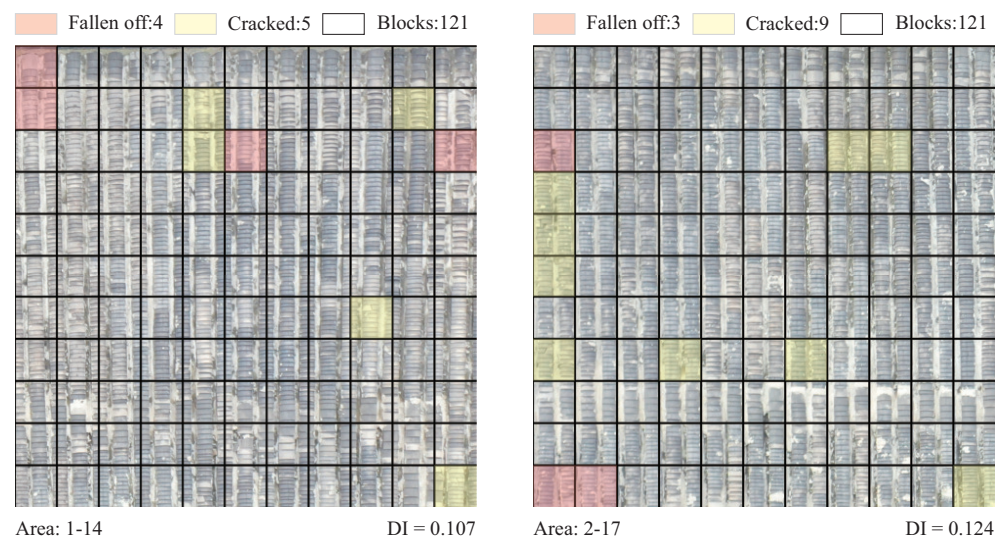 Fallen off:4 Cracked:5 Blocks:121
Fallen off:3 Cracked:9 Blocks:121
Area: 1-14 DI = 0.107
Area: 2-17 DI = 0.124